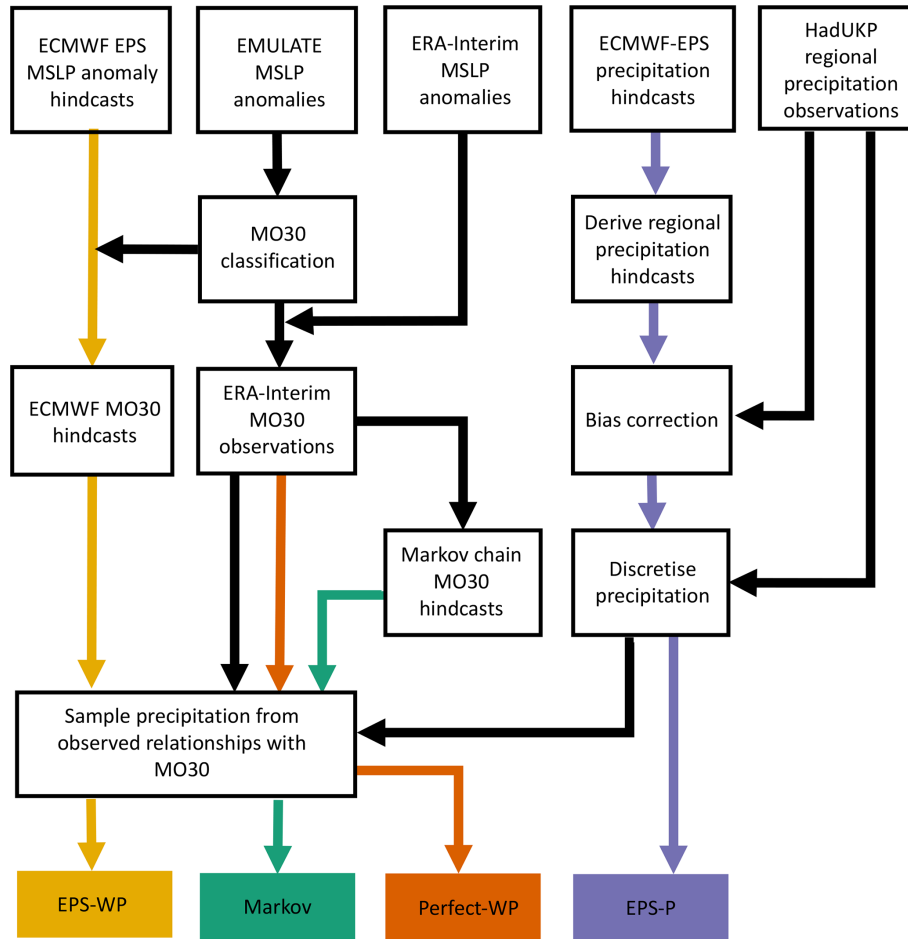 ECMWF EPS
MSLP anomaly
hindcasts
EMULATE
MSLP
anomalies
ERA-Interim
MSLP
anomalies
ECMWF-EPS
precipitation
hindcasts
HadUKP
regional
precipitation
observations
MO30
classification
Derive regional
precipitation
hindcasts
ECMWF MO30
hindcasts
ERA-Interim
MO30
observations
Bias correction
Markov chain
MO30
hindcasts
Discretise
precipitation
Sample precipitation from
observed relationships with
MO30
EPS-WP
Markov
Perfect-WP
EPS-P